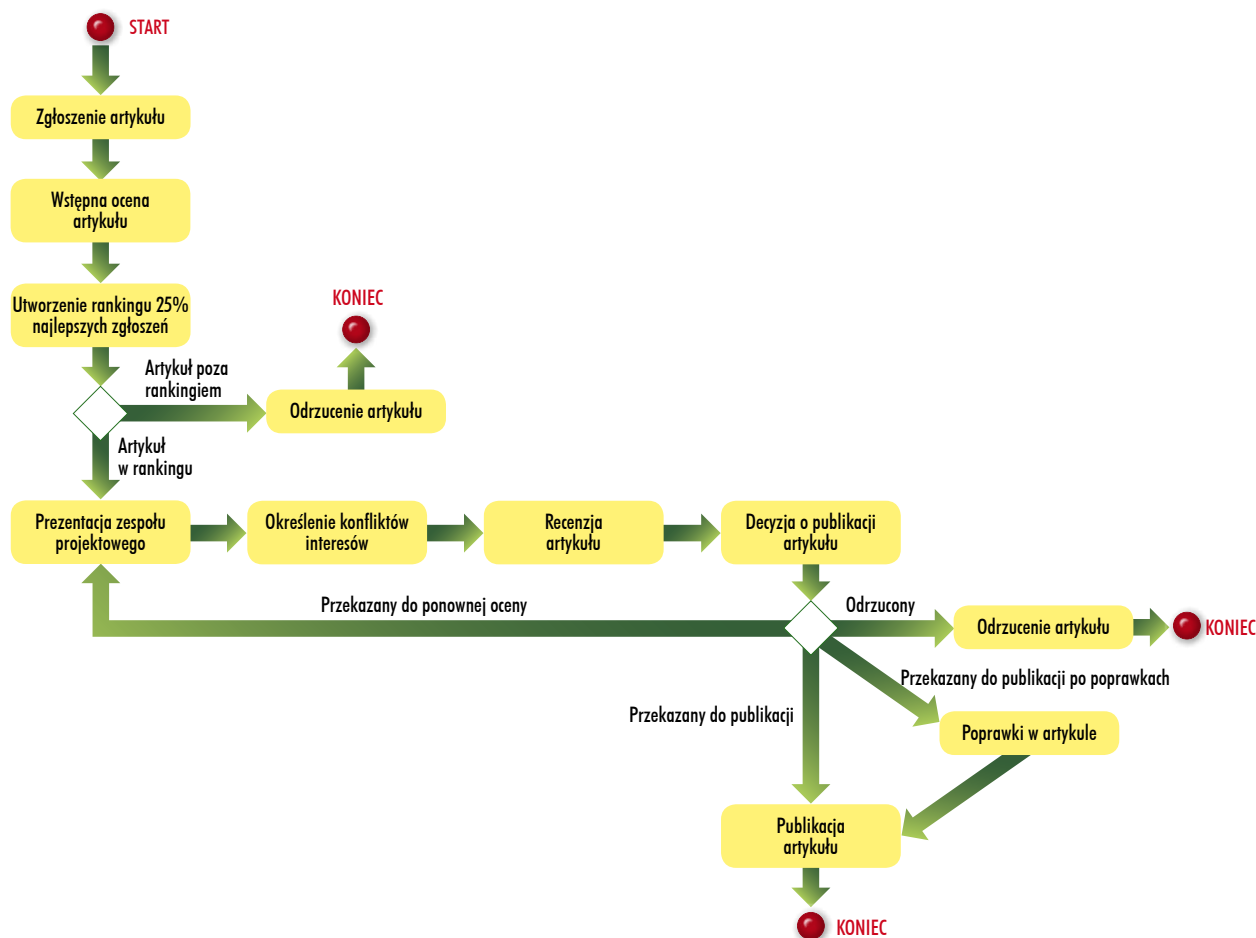 START
Zgłoszenie artykułu
Wstępna ocena
artykułu
Utworzenie rankingu 25%
najlepszych zgłoszeń
KONIEC
Artykuł poza
rankingiem
Odrzucenie artykułu
Artykuł
w rankingu
Prezentacja zespołu
projektowego
Określenie konfliktów
interesów
Recenzja
artykułu
Decyzja o publikacji
artykułu
Przekazany do ponownej oceny
Odrzucony
Odrzucenie artykułu
KONIEC
Przekazany do publikacji po poprawkach
Przekazany do publikacji
Poprawki w artykule
Publikacja
artykułu
KONIEC